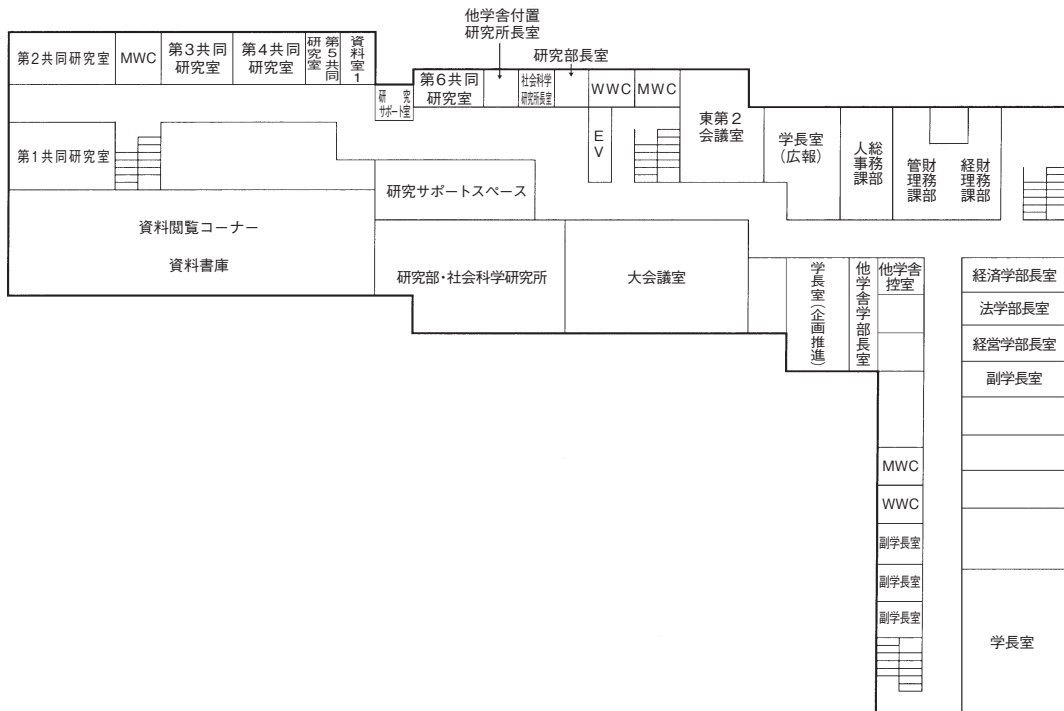 他学舎付置
研究所長室
研究部長室
第2共同研究室
MWC
第3共同
研究室
第4共同
研究室
第5共同
研究室
資料室1
研究
サポート室
第6共同
研究室
社会科学
研究所長室
WWC
MWC
東第2
会議室
EV
学長室
(広報)
総務部
人事課
財務部
管理課
財務部
経理課
第1共同研究室
研究サポートスペース
資料閲覧コーナー
資料書庫
研究部・社会科学研究所
大会議室
学長室(企画推進)
他学舎学部長室
他学舎
控室
経済学部長室
法学部長室
経営学部長室
副学長室
MWC
WWC
副学長室
副学長室
副学長室
学長室